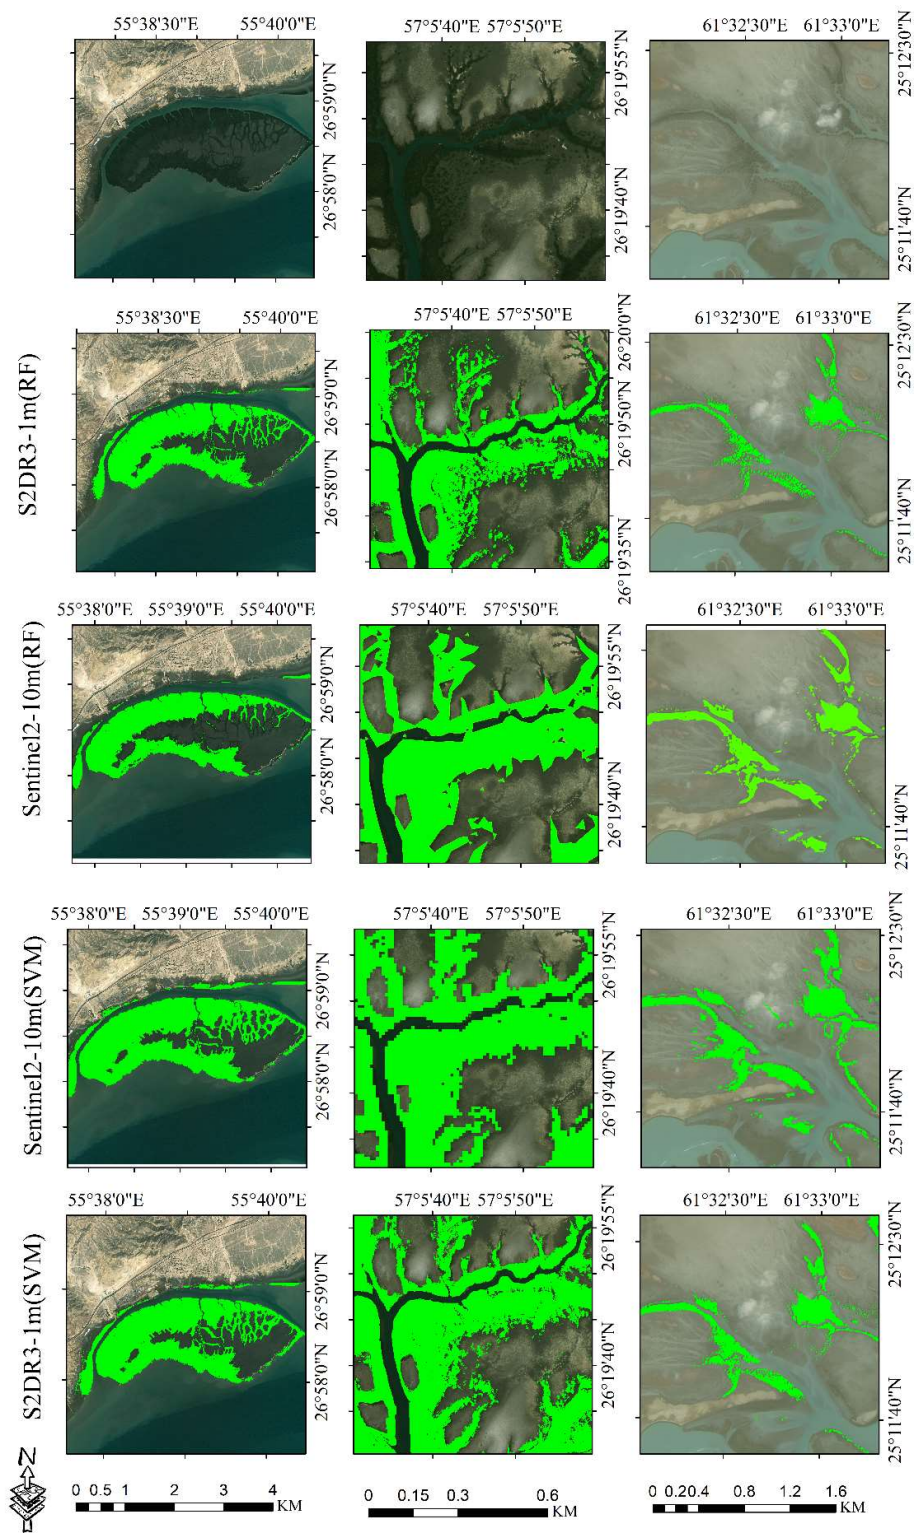 55°38'30"E 55°40'0"E
57°5'40"E 57°5'50"E
61°32'30"E 61°33'0"E
26°59'0"N
26°58'0"N
26°19'55"N
26°19'40"N
25°12'30"N
25°11'40"N
S2DR3-1m(RF)
55°38'30"E 55°40'0"E
57°5'40"E 57°5'50"E
61°32'30"E 61°33'0"E
26°59'0"N
26°58'0"N
26°20'0"N
26°19'50"N
26°19'35"N
25°12'30"N
25°11'40"N
Sentinel2-10m(RF)
55°38'0"E 55°39'0"E 55°40'0"E
57°5'40"E 57°5'50"E
61°32'30"E 61°33'0"E
26°59'0"N
26°58'0"N
26°19'55"N
26°19'40"N
25°11'40"N
Sentinel2-10m(SVM)
55°38'0"E 55°39'0"E 55°40'0"E
57°5'40"E 57°5'50"E
61°32'30"E 61°33'0"E
26°59'0"N
26°58'0"N
26°19'55"N
26°19'40"N
25°12'30"N
25°11'40"N
S2DR3-1m(SVM)
55°38'0"E 55°40'0"E
57°5'40"E 57°5'50"E
61°32'30"E 61°33'0"E
26°59'0"N
26°58'0"N
26°19'55"N
26°19'40"N
25°12'30"N
25°11'40"N
N
0 0.5 1 2 3 4 KM
0 0.15 0.3 0.6 KM
0 0.20.4 0.8 1.2 1.6 KM